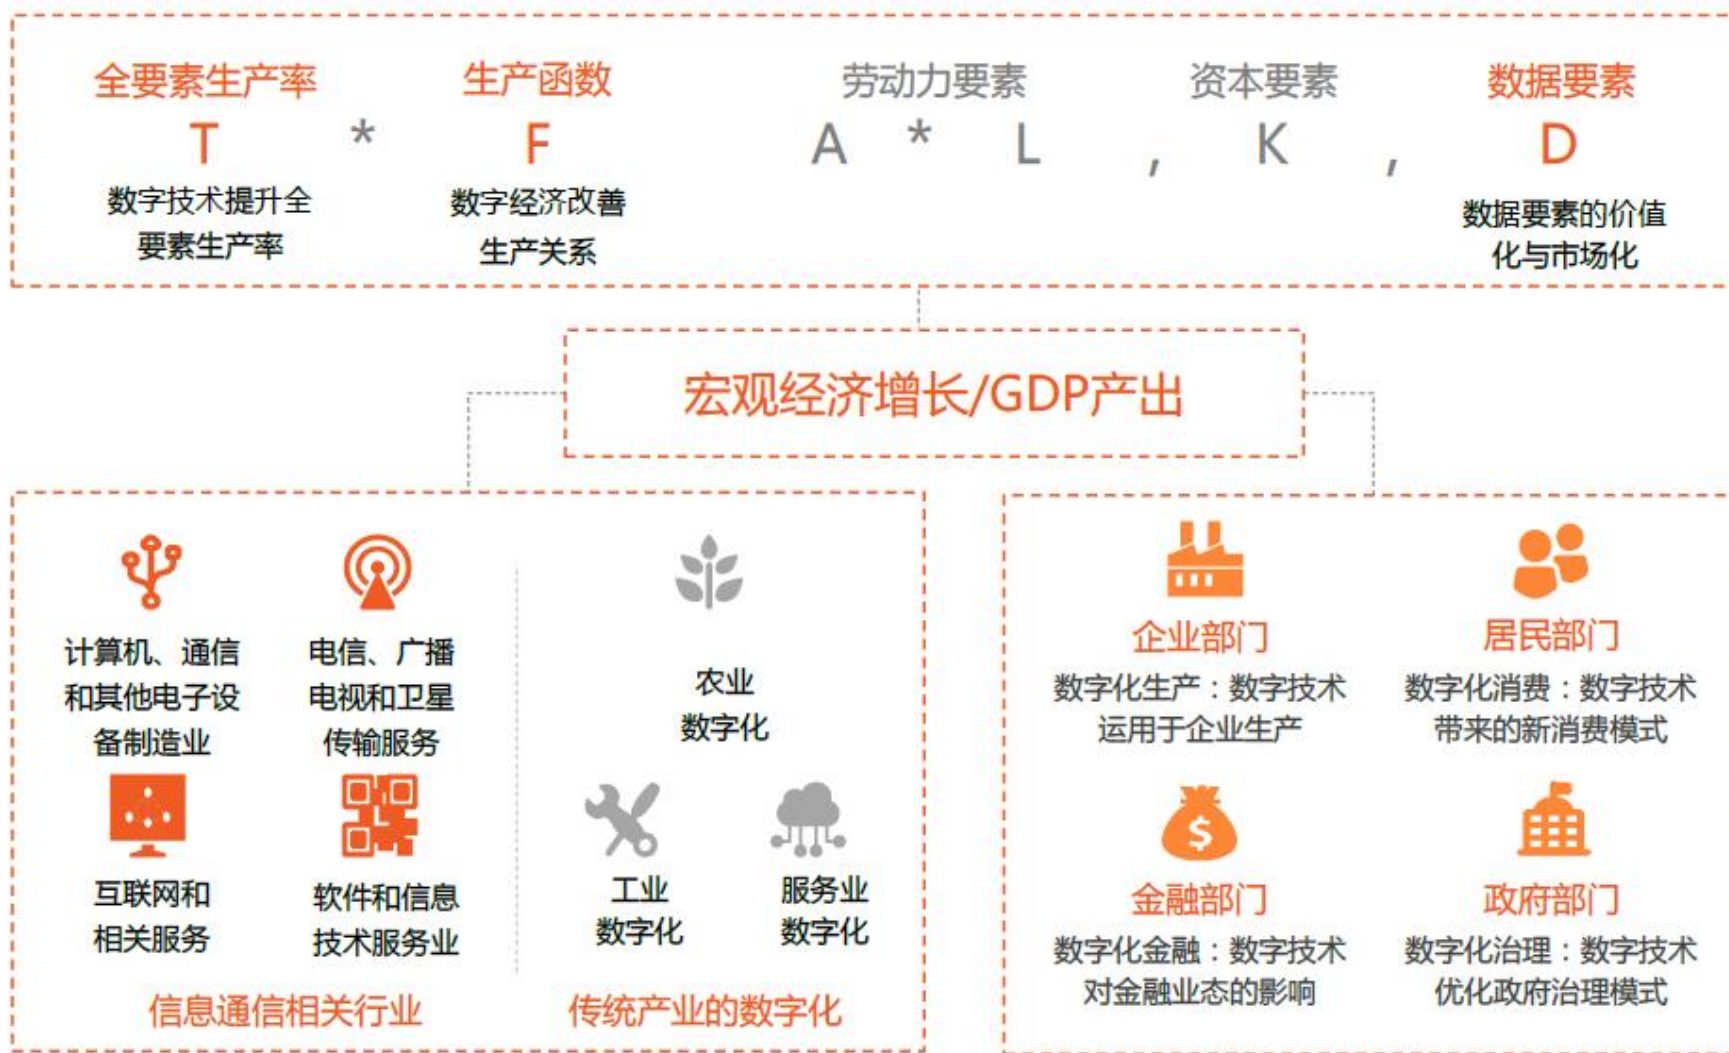 全要素生产率
生产函数
劳动力要素
资本要素
数据要素
T * F A * L , K , D
数字技术提升全
要素生产率
数字经济改善
生产关系
数据要素的价值
化与市场化
宏观经济增长/GDP产出
计算机、通信
和其他电子设
备制造业
电信、广播
电视和卫星
传输服务
互联网和
相关服务
软件和信息
技术服务业
信息通信相关行业
农业
数字化
工业
数字化
服务业
数字化
传统产业的数字化
企业部门
数字化生产：数字技术
运用于企业生产
居民部门
数字化消费：数字技术
带来的新消费模式
$
金融部门
数字化金融：数字技术
对金融业态的影响
政府部门
数字化治理：数字技术
优化政府治理模式